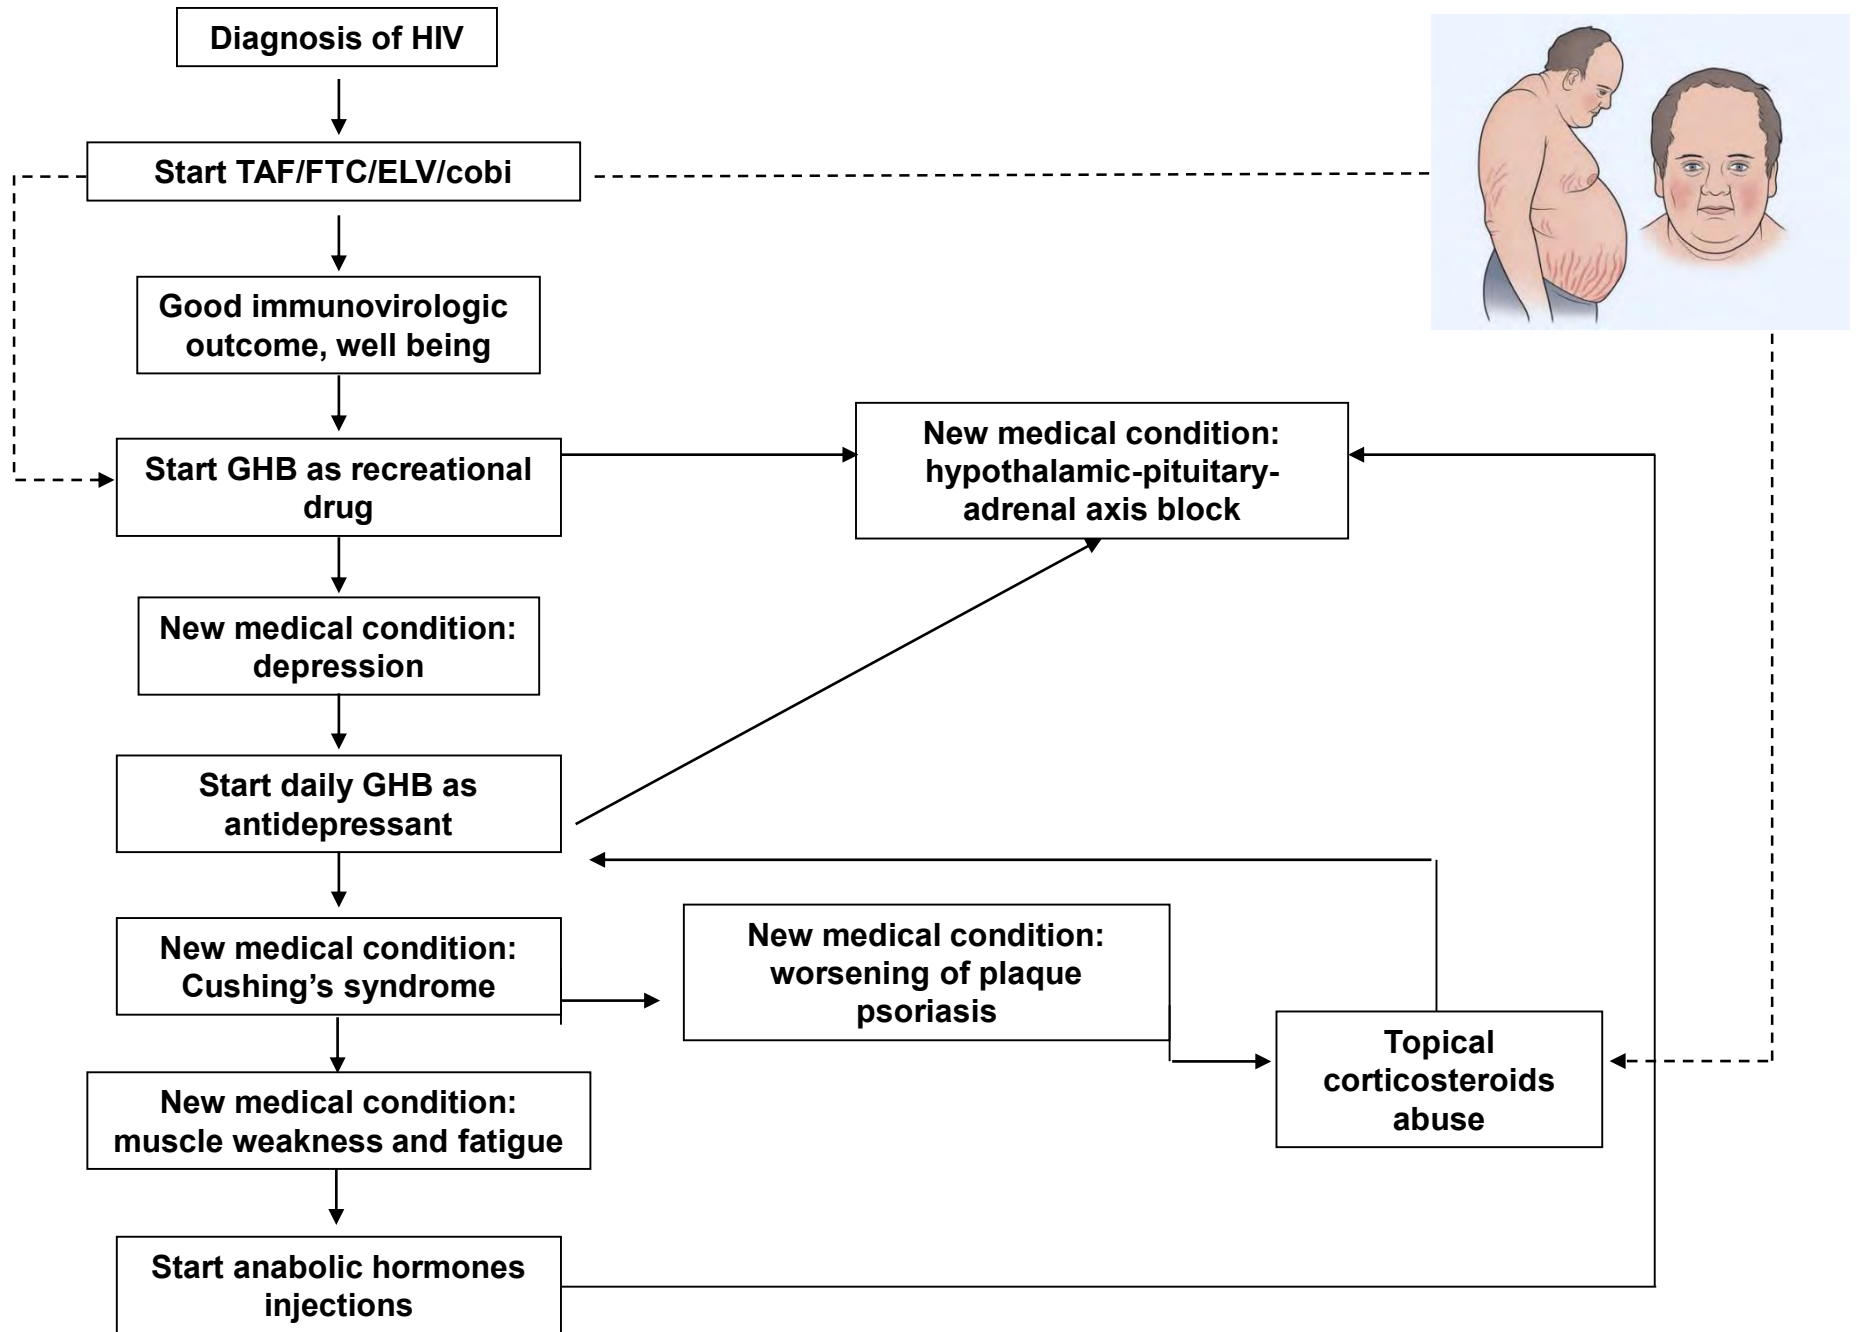 Diagnosis of HIV
Start TAF/FTC/ELV/cobi
Good immunovirologic
outcome, well being
Start GHB as recreational
drug
New medical condition:
hypothalamic-pituitary-
adrenal axis block
New medical condition:
depression
Start daily GHB as
antidepressant
New medical condition:
Cushing's syndrome
New medical condition:
worsening of plaque
psoriasis
Topical
corticosteroids
abuse
New medical condition:
muscle weakness and fatigue
Start anabolic hormones
injections